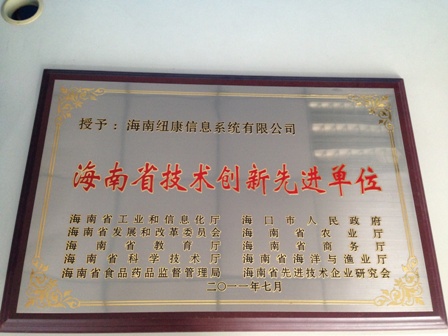 授予：海南纽康信息系统有限公司
海南省技术创新先进单位
海南省工业和信息化厅 海口市人民政府
海南省发展和改革委员会 海南省农业厅
海南省教育厅 海南省商务厅
海南省科学技术厅 海南省海洋与渔业厅
海南省食品药品监督管理局 海南省先进技术企业研究会
二〇一一年七月